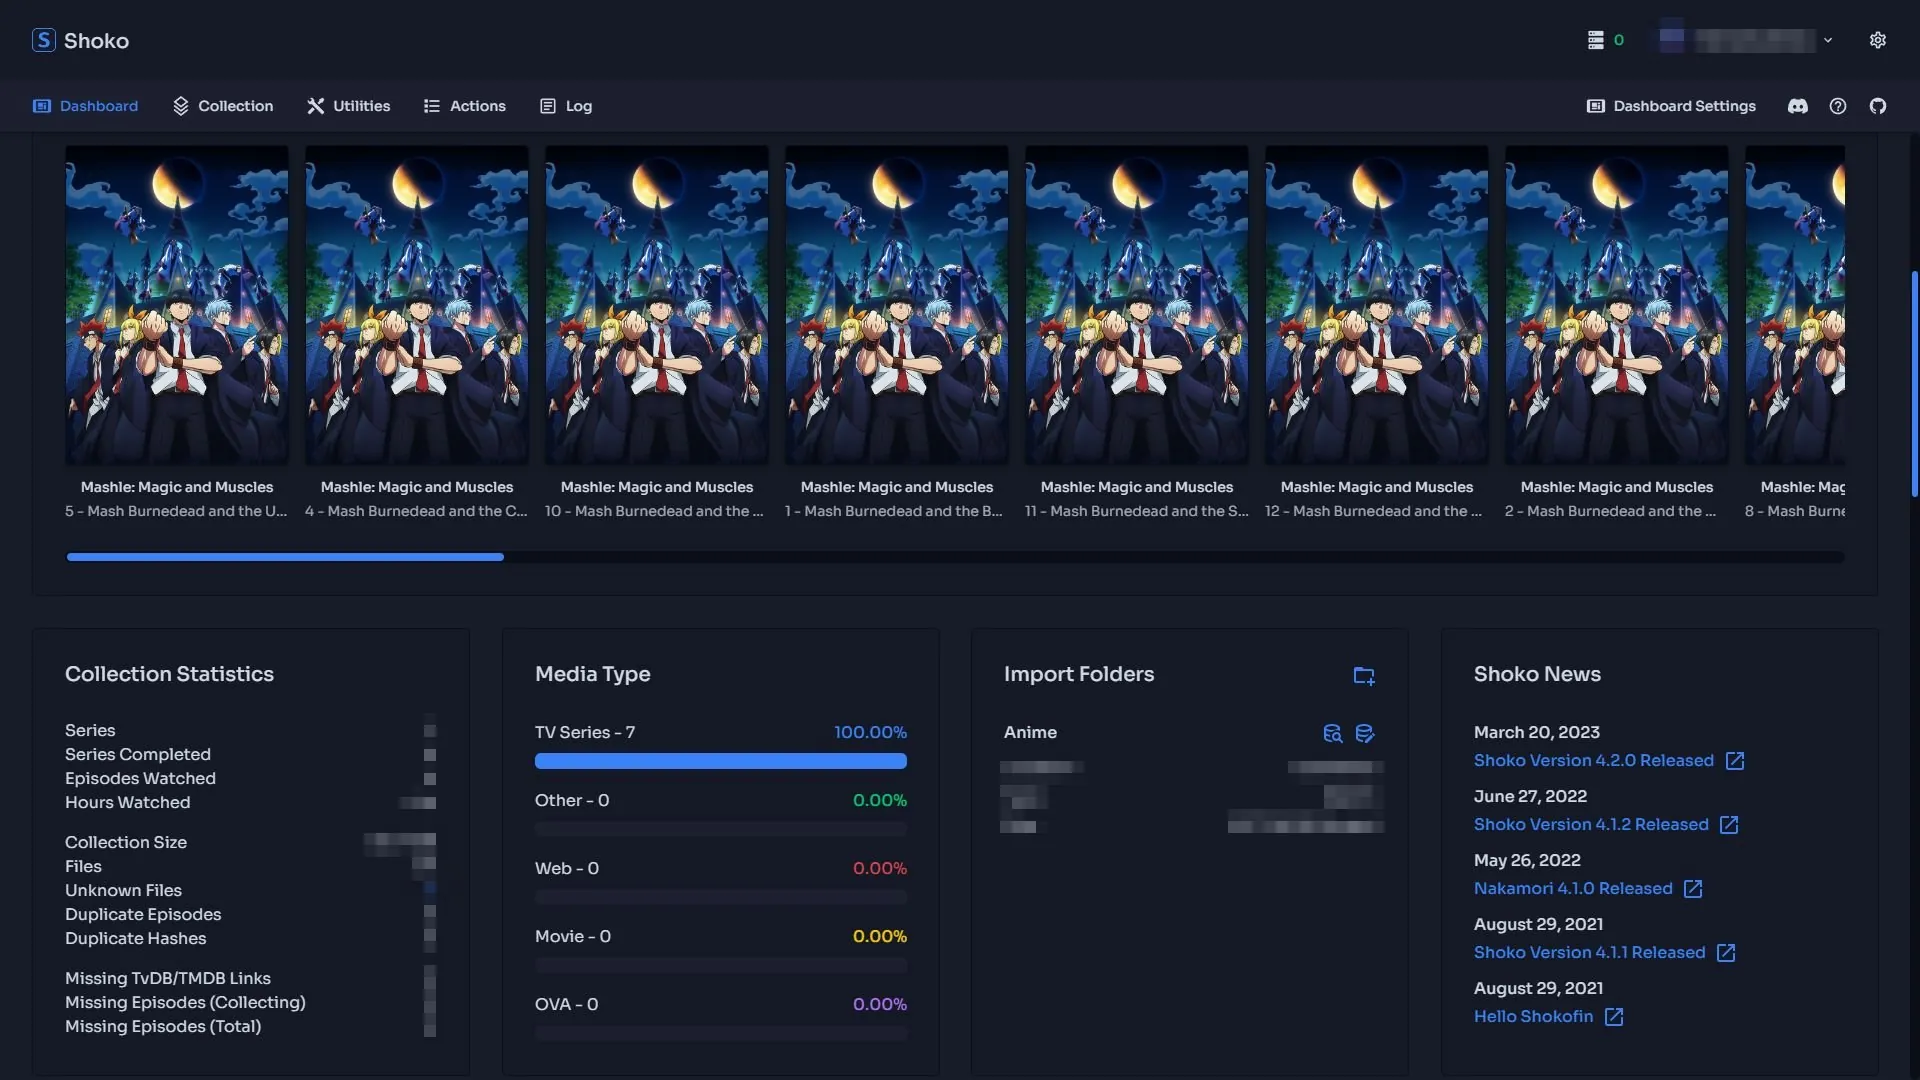 S Shoko
0
Dashboard Collection Utilities Actions Log Dashboard Settings
Mashle: Magic and Muscles
5 - Mash Burnedead and the U...
Mashle: Magic and Muscles
4 - Mash Burnedead and the C...
Mashle: Magic and Muscles
10 - Mash Burnedead and the ...
Mashle: Magic and Muscles
1 - Mash Burnedead and the B...
Mashle: Magic and Muscles
11 - Mash Burnedead and the S...
Mashle: Magic and Muscles
12 - Mash Burnedead and the ...
Mashle: Magic and Muscles
2 - Mash Burnedead and the ...
Mashle: Mag
8 - Mash Burne
Collection Statistics
Series
Series Completed
Episodes Watched
Hours Watched
Collection Size
Files
Unknown Files
Duplicate Episodes
Duplicate Hashes
Missing TvDB/TMDB Links
Missing Episodes (Collecting)
Missing Episodes (Total)
Media Type
TV Series - 7 100.00%
Other - 0 0.00%
Web - 0 0.00%
Movie - 0 0.00%
OVA - 0 0.00%
Import Folders
Anime
Shoko News
March 20, 2023
Shoko Version 4.2.0 Released
June 27, 2022
Shoko Version 4.1.2 Released
May 26, 2022
Nakamori 4.1.0 Released
August 29, 2021
Shoko Version 4.1.1 Released
August 29, 2021
Hello Shokofin